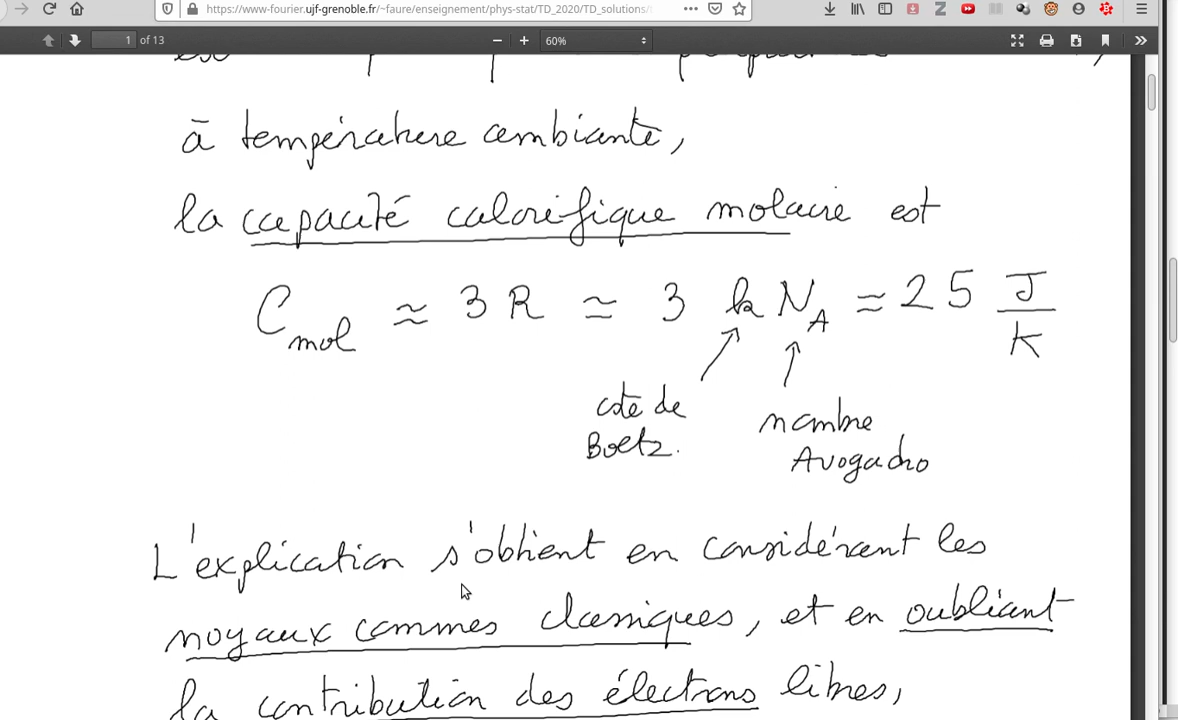 https://www-fourier.ujf-grenoble.fr/~faure/enseignement/phys-stat/TD_2020/TD_solutions/
1 of 13
60%
à température ambiante,
la capacité calorifique molaire est
C_mol ≈ 3 R ≃ 3 k N_A ≈ 25 J/K
cste de nombre
Boltz. Avogadro
L'explication s'obtient en considérant les
noyaux commes classiques, et en oubliant
la contribution des électrons libres,